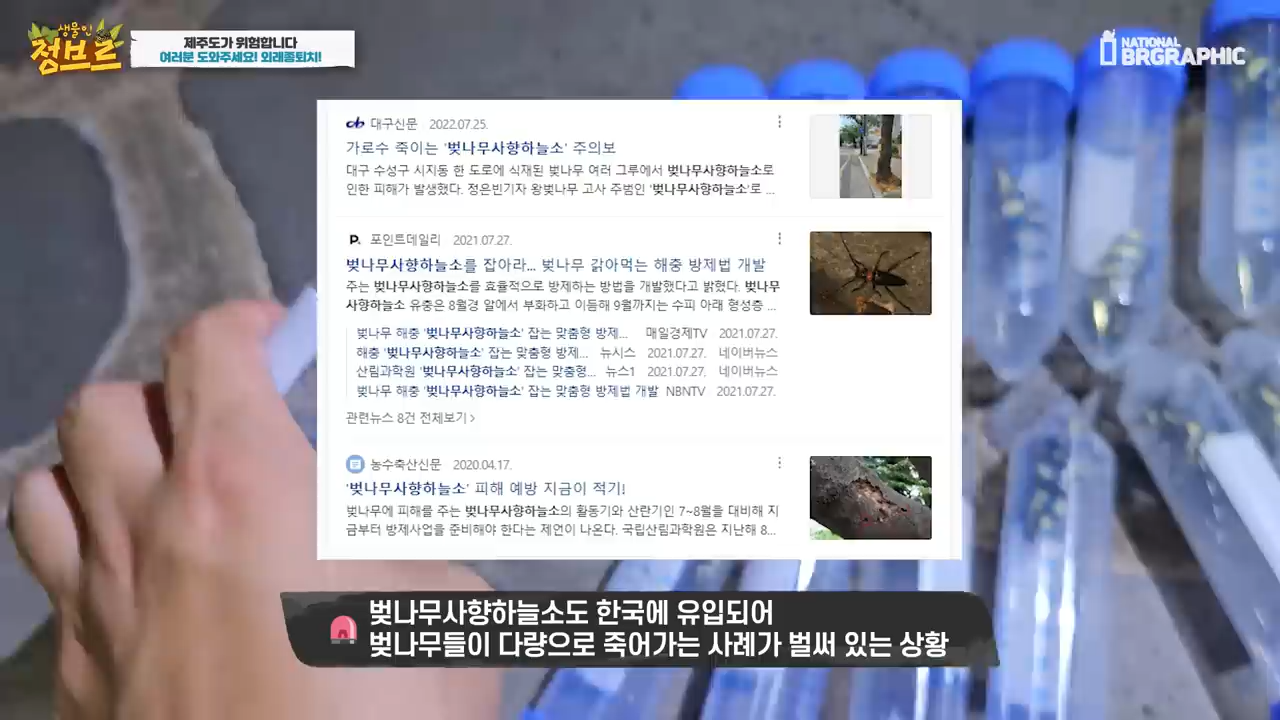 생물인
정브르
제주도가 위험합니다
여러분 도와주세요! 외래종퇴치!
NATIONAL
BRGRAPHIC
대구신문 2022.07.25.
가로수 죽이는 '벚나무사향하늘소' 주의보
대구 수성구 시지동 한 도로에 식재된 벚나무 여러 그루에서 벚나무사향하늘소로
인한 피해가 발생했다. 정은빈기자 왕벚나무 고사 주범인 '벚나무사향하늘소'로 ...
P. 포인트데일리 2021.07.27.
벚나무사향하늘소를 잡아라... 벚나무 갉아먹는 해충 방제법 개발
주는 벚나무사향하늘소를 효율적으로 방제하는 방법을 개발했다고 밝혔다. 벚나무
사향하늘소 유충은 8월경 알에서 부화하고 이듬해 9월까지는 수피 아래 형성층 ...
벚나무 해충 '벚나무사향하늘소' 잡는 맞춤형 방제... 매일경제TV 2021.07.27.
해충 '벚나무사향하늘소' 잡는 맞춤형 방제... 뉴시스 2021.07.27. 네이버뉴스
산림과학원 '벚나무사향하늘소' 잡는 맞춤형... 뉴스1 2021.07.27. 네이버뉴스
벚나무 해충 '벚나무사향하늘소' 잡는 맞춤형 방제법 개발 NBNTV 2021.07.27.
관련뉴스 8건 전체보기 >
농수축산신문 2020.04.17.
'벚나무사향하늘소' 피해 예방 지금이 적기!
벚나무에 피해를 주는 벚나무사향하늘소의 활동기와 산란기인 7~8월을 대비해 지
금부터 방제사업을 준비해야 한다는 제언이 나온다. 국립산림과학원은 지난해 8...
벚나무사향하늘소도 한국에 유입되어
벚나무들이 다량으로 죽어가는 사례가 벌써 있는 상황